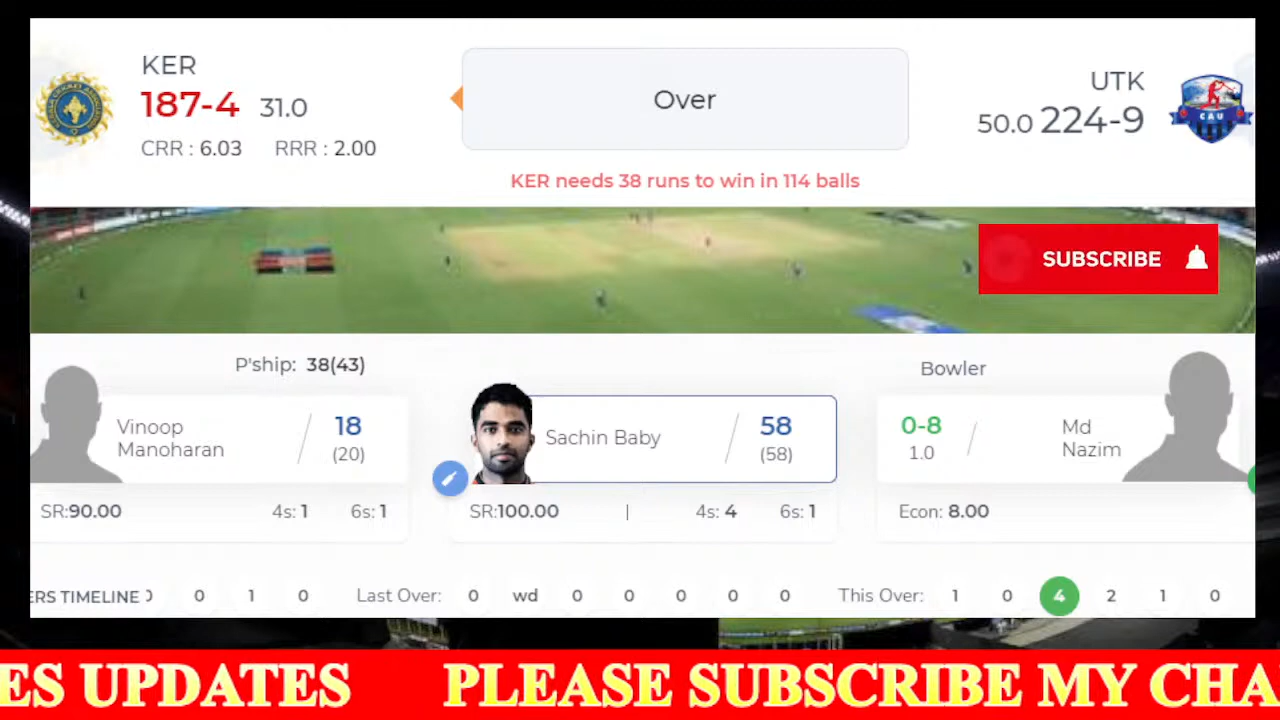 KER
187-4 31.0
CRR : 6.03 RRR : 2.00
Over
UTK
50.0 224-9
CAU
KER needs 38 runs to win in 114 balls
SUBSCRIBE
P'ship: 38(43)
Bowler
Vinoop
Manoharan
18
(20)
Sachin Baby
58
(58)
0-8
1.0
Md
Nazim
SR:90.00 4s: 1 6s: 1
SR:100.00 | 4s: 4 6s: 1
Econ: 8.00
ERS TIMELINE 0 0 1 0 Last Over: 0 wd 0 0 0 0 0 This Over: 1 0 4 2 1 0
ES UPDATES PLEASE SUBSCRIBE MY CHA